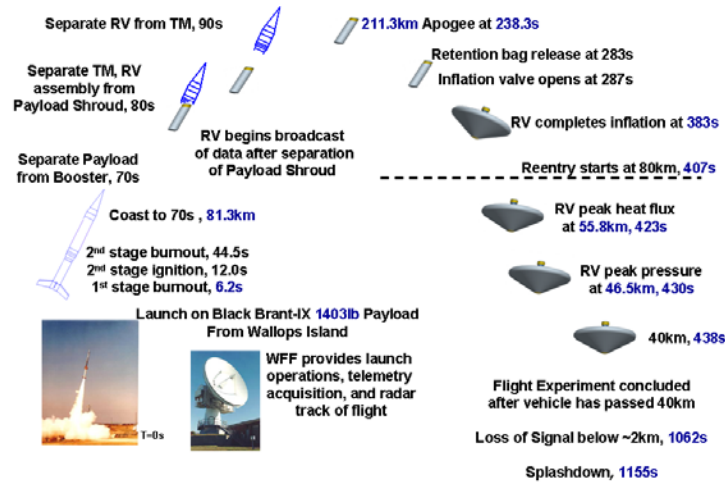 Separate RV from TM, 90s
211.3km Apogee at 238.3s
Retention bag release at 283s
Inflation valve opens at 287s
Separate TM, RV
assembly from
Payload Shroud, 80s
RV completes inflation at 383s
RV begins broadcast
of data after separation
of Payload Shroud
Separate Payload
from Booster, 70s
Reentry starts at 80km, 407s
Coast to 70s , 81.3km
RV peak heat flux
at 55.8km, 423s
2nd stage burnout, 44.5s
2nd stage ignition, 12.0s
1st stage burnout, 6.2s
RV peak pressure
at 46.5km, 430s
Launch on Black Brant-IX 1403lb Payload
From Wallops Island
40km, 438s
WFF provides launch
operations, telemetry
acquisition, and radar
track of flight
T=0s
Flight Experiment concluded
after vehicle has passed 40km
Loss of Signal below ~2km, 1062s
Splashdown, 1155s